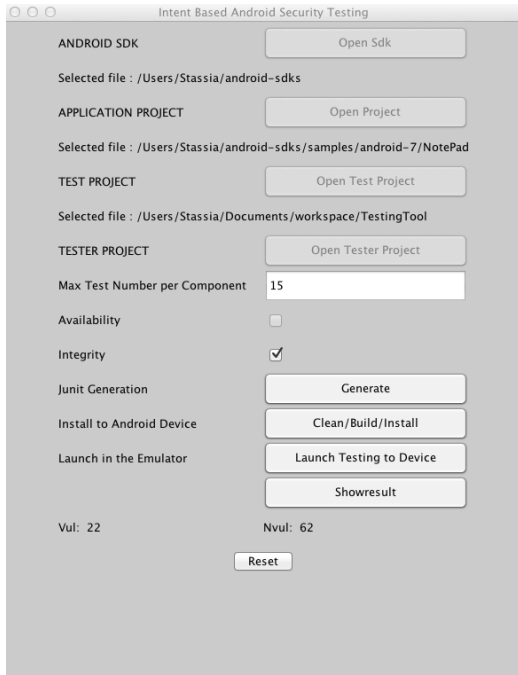 Intent Based Android Security Testing
ANDROID SDK Open Sdk
Selected file : /Users/Stassia/android-sdks
APPLICATION PROJECT Open Project
Selected file : /Users/Stassia/android-sdks/samples/android-7/NotePad
TEST PROJECT Open Test Project
Selected file : /Users/Stassia/Documents/workspace/TestingTool
TESTER PROJECT Open Tester Project
Max Test Number per Component 15
Availability
Integrity
Junit Generation Generate
Install to Android Device Clean/Build/Install
Launch in the Emulator Launch Testing to Device
Showresult
Vul: 22 Nvul: 62
Reset